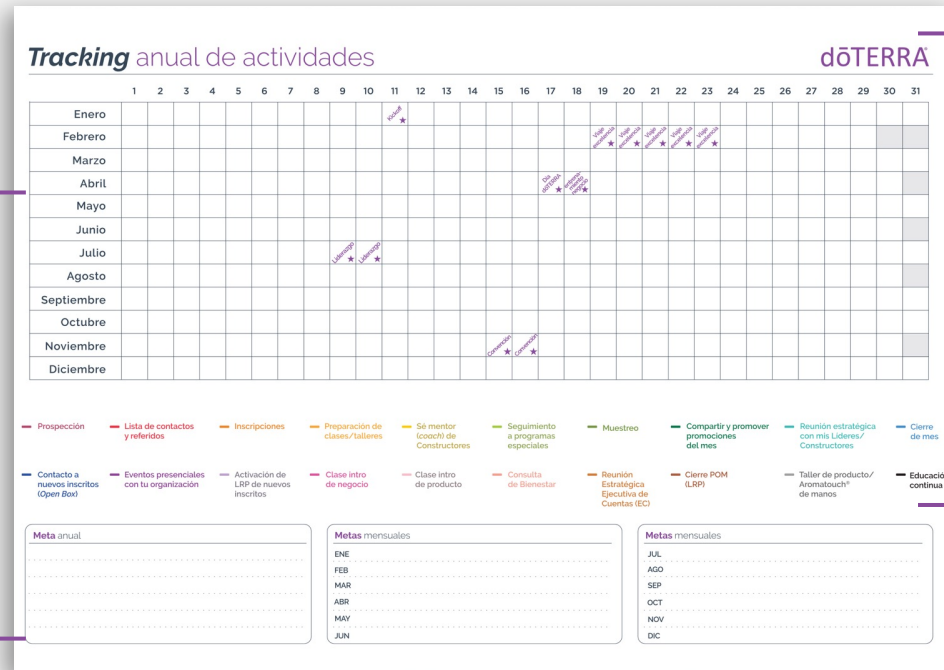 Tracking anual de actividades
dōTERRA®
1 2 3 4 5 6 7 8 9 10 11 12 13 14 15 16 17 18 19 20 21 22 23 24 25 26 27 28 29 30 31
Enero
Kickoff
Febrero
Viaje excelencia
Viaje excelencia
Viaje excelencia
Viaje excelencia
Viaje excelencia
Marzo
Abril
Día dōTERRA
entrena-
miento
negocio
Mayo
Junio
Julio
Liderazgo
Liderazgo
Agosto
Septiembre
Octubre
Noviembre
Convención
Convención
Diciembre
Prospección
Lista de contactos
y referidos
Inscripciones
Preparación de
clases/talleres
Sé mentor
(coach) de
Constructores
Seguimiento
a programas
especiales
Muestreo
Compartir y promover
promociones
del mes
Reunión estratégica
con mis Líderes/
Constructores
Cierre
de mes
Contacto a
nuevos inscritos
(Open Box)
Eventos presenciales
con tu organización
Activación de
LRP de nuevos
inscritos
Clase intro
de negocio
Clase intro
de producto
Consulta
de Bienestar
Reunión
Estratégica
Ejecutiva de
Cuentas (EC)
Cierre POM
(LRP)
Taller de producto/
Aromatouch®
de manos
Educació
continua
Meta anual
Metas mensuales
ENE
FEB
MAR
ABR
MAY
JUN
Metas mensuales
JUL
AGO
SEP
OCT
NOV
DIC